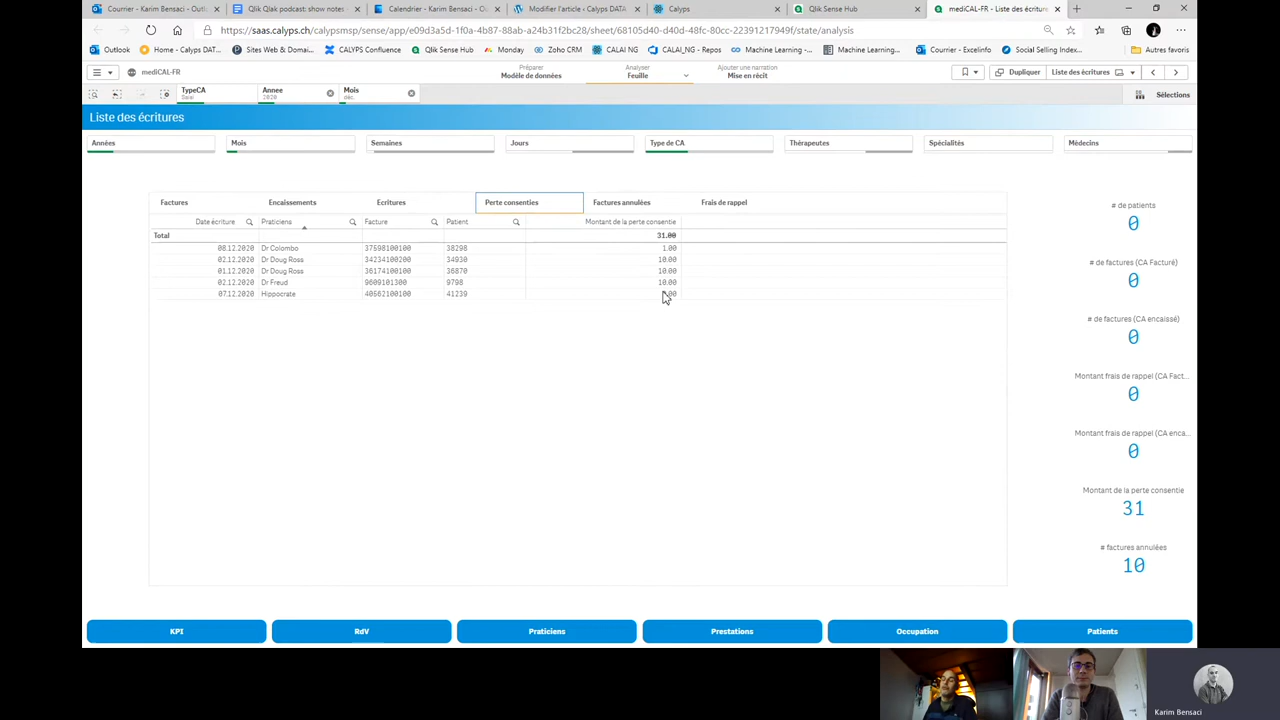 Courrier - Karim Bensaci - Outl
Qlik Qlak podcast: show notes
Calendrier - Karim Bensaci - Ou
Modifier l'article ‹ Calyps DATA
Calyps
Qlik Sense Hub
mediCAL-FR - Liste des écriture
https://saas.calyps.ch/calypsmsp/sense/app/e09d3a5d-1f0a-4b87-88ab-a24b31f2bc28/sheet/68105d40-d40d-48fc-80cc-22391217949f/state/analysis
Outlook
Home - Calyps DAT...
Sites Web & Domai...
CALYPS Confluence
Qlik Sense Hub
Monday
Zoho CRM
CALAI NG
CALAI_NG - Repos
Machine Learning -...
Machine Learning...
Courrier - Excelinfo
Social Selling Index...
Autres favoris
mediCAL-FR
Préparer
Modèle de données
Analyser
Feuille
Ajouter une narration
Mise en récit
Dupliquer
Liste des écritures
TypeCA
Annee
2020
Mois
déc.
Sélections
Liste des écritures
Années
Mois
Semaines
Jours
Type de CA
Thérapeutes
Spécialités
Médecins
Factures
Encaissements
Ecritures
Perte consenties
Factures annulées
Frais de rappel
Date écriture
Praticiens
Facture
Patient
Montant de la perte consentie
Total 31.00
08.12.2020 Dr Colombo 37598100100 38298 1.00
02.12.2020 Dr Doug Ross 34234100200 34930 10.00
01.12.2020 Dr Doug Ross 36174100100 36870 10.00
02.12.2020 Dr Freud 9609101300 9798 10.00
07.12.2020 Hippocrate 40562100100 41239
# de patients
0
# de factures (CA Facturé)
0
# de factures (CA encaissé)
0
Montant frais de rappel (CA Fact...
0
Montant frais de rappel (CA enca...
0
Montant de la perte consentie
31
# factures annulées
10
KPI
RdV
Praticiens
Prestations
Occupation
Patients
Karim Bensaci